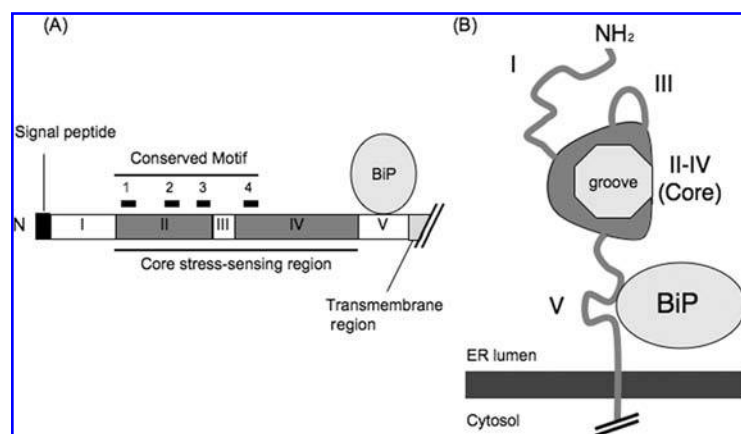 (A)
Signal peptide
Conserved Motif
1 2 3 4
BiP
N I II III IV V
Core stress-sensing region
Transmembrane
region
(B)
NH₂
I
III
II-IV
(Core)
groove
V
BiP
ER lumen
Cytosol